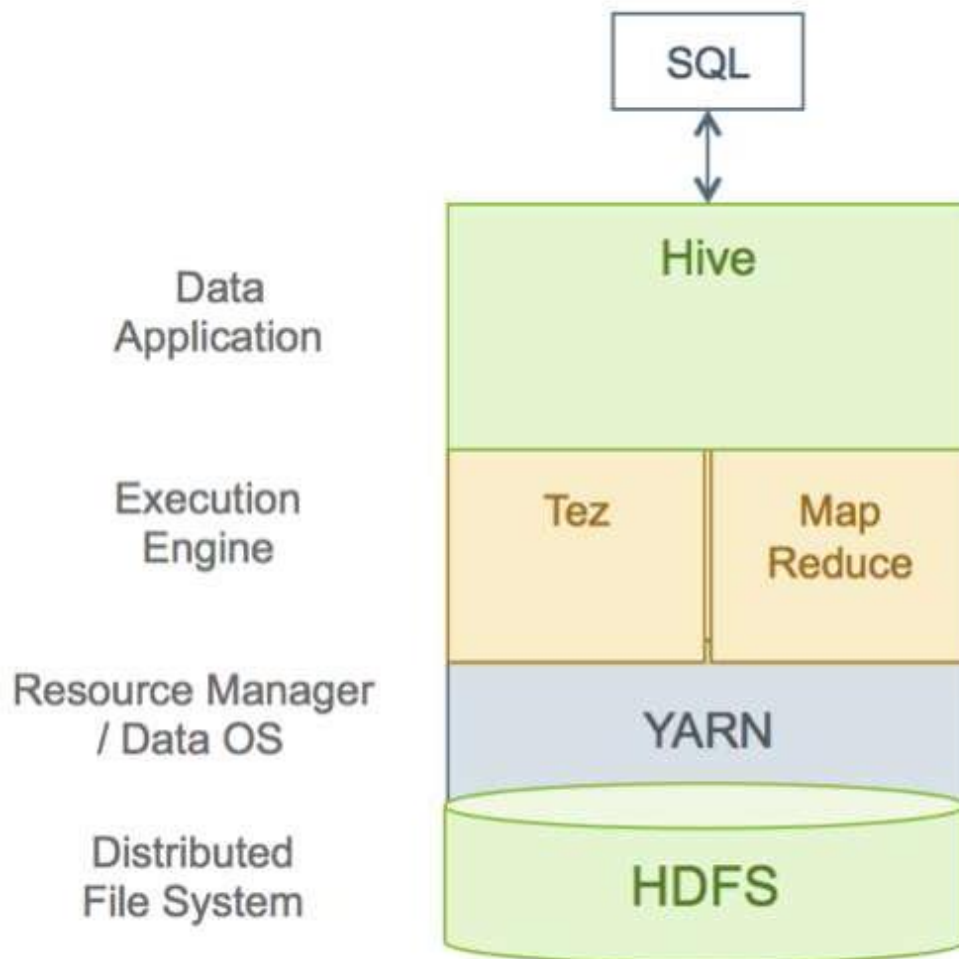 SQL
Hive
Data
Application
Execution
Engine
Tez
Map
Reduce
Resource Manager
/ Data OS
YARN
Distributed
File System
HDFS